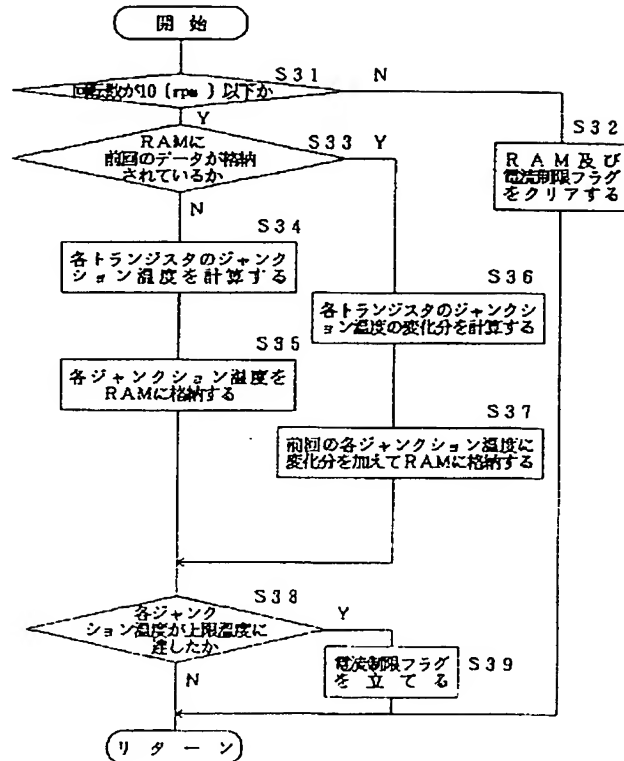 開始
S31
N
回転数が10(rpm)以下か
Y
S32
RAMに
前回のデータが格納
されているか
S33
Y
RAM及び
電流制限フラグ
をクリアする
N
S34
各トランジスタのジャンク
ション温度を計算する
S36
各トランジスタのジャンクシ
ョン温度の変化分を計算する
S35
各ジャンクション温度を
RAMに格納する
S37
前回の各ジャンクション温度に
変化分を加えてRAMに格納する
S38
各ジャンク
ション温度が上限温度に
達したか
Y
電流制限フラグ
を立てる
S39
N
リターン